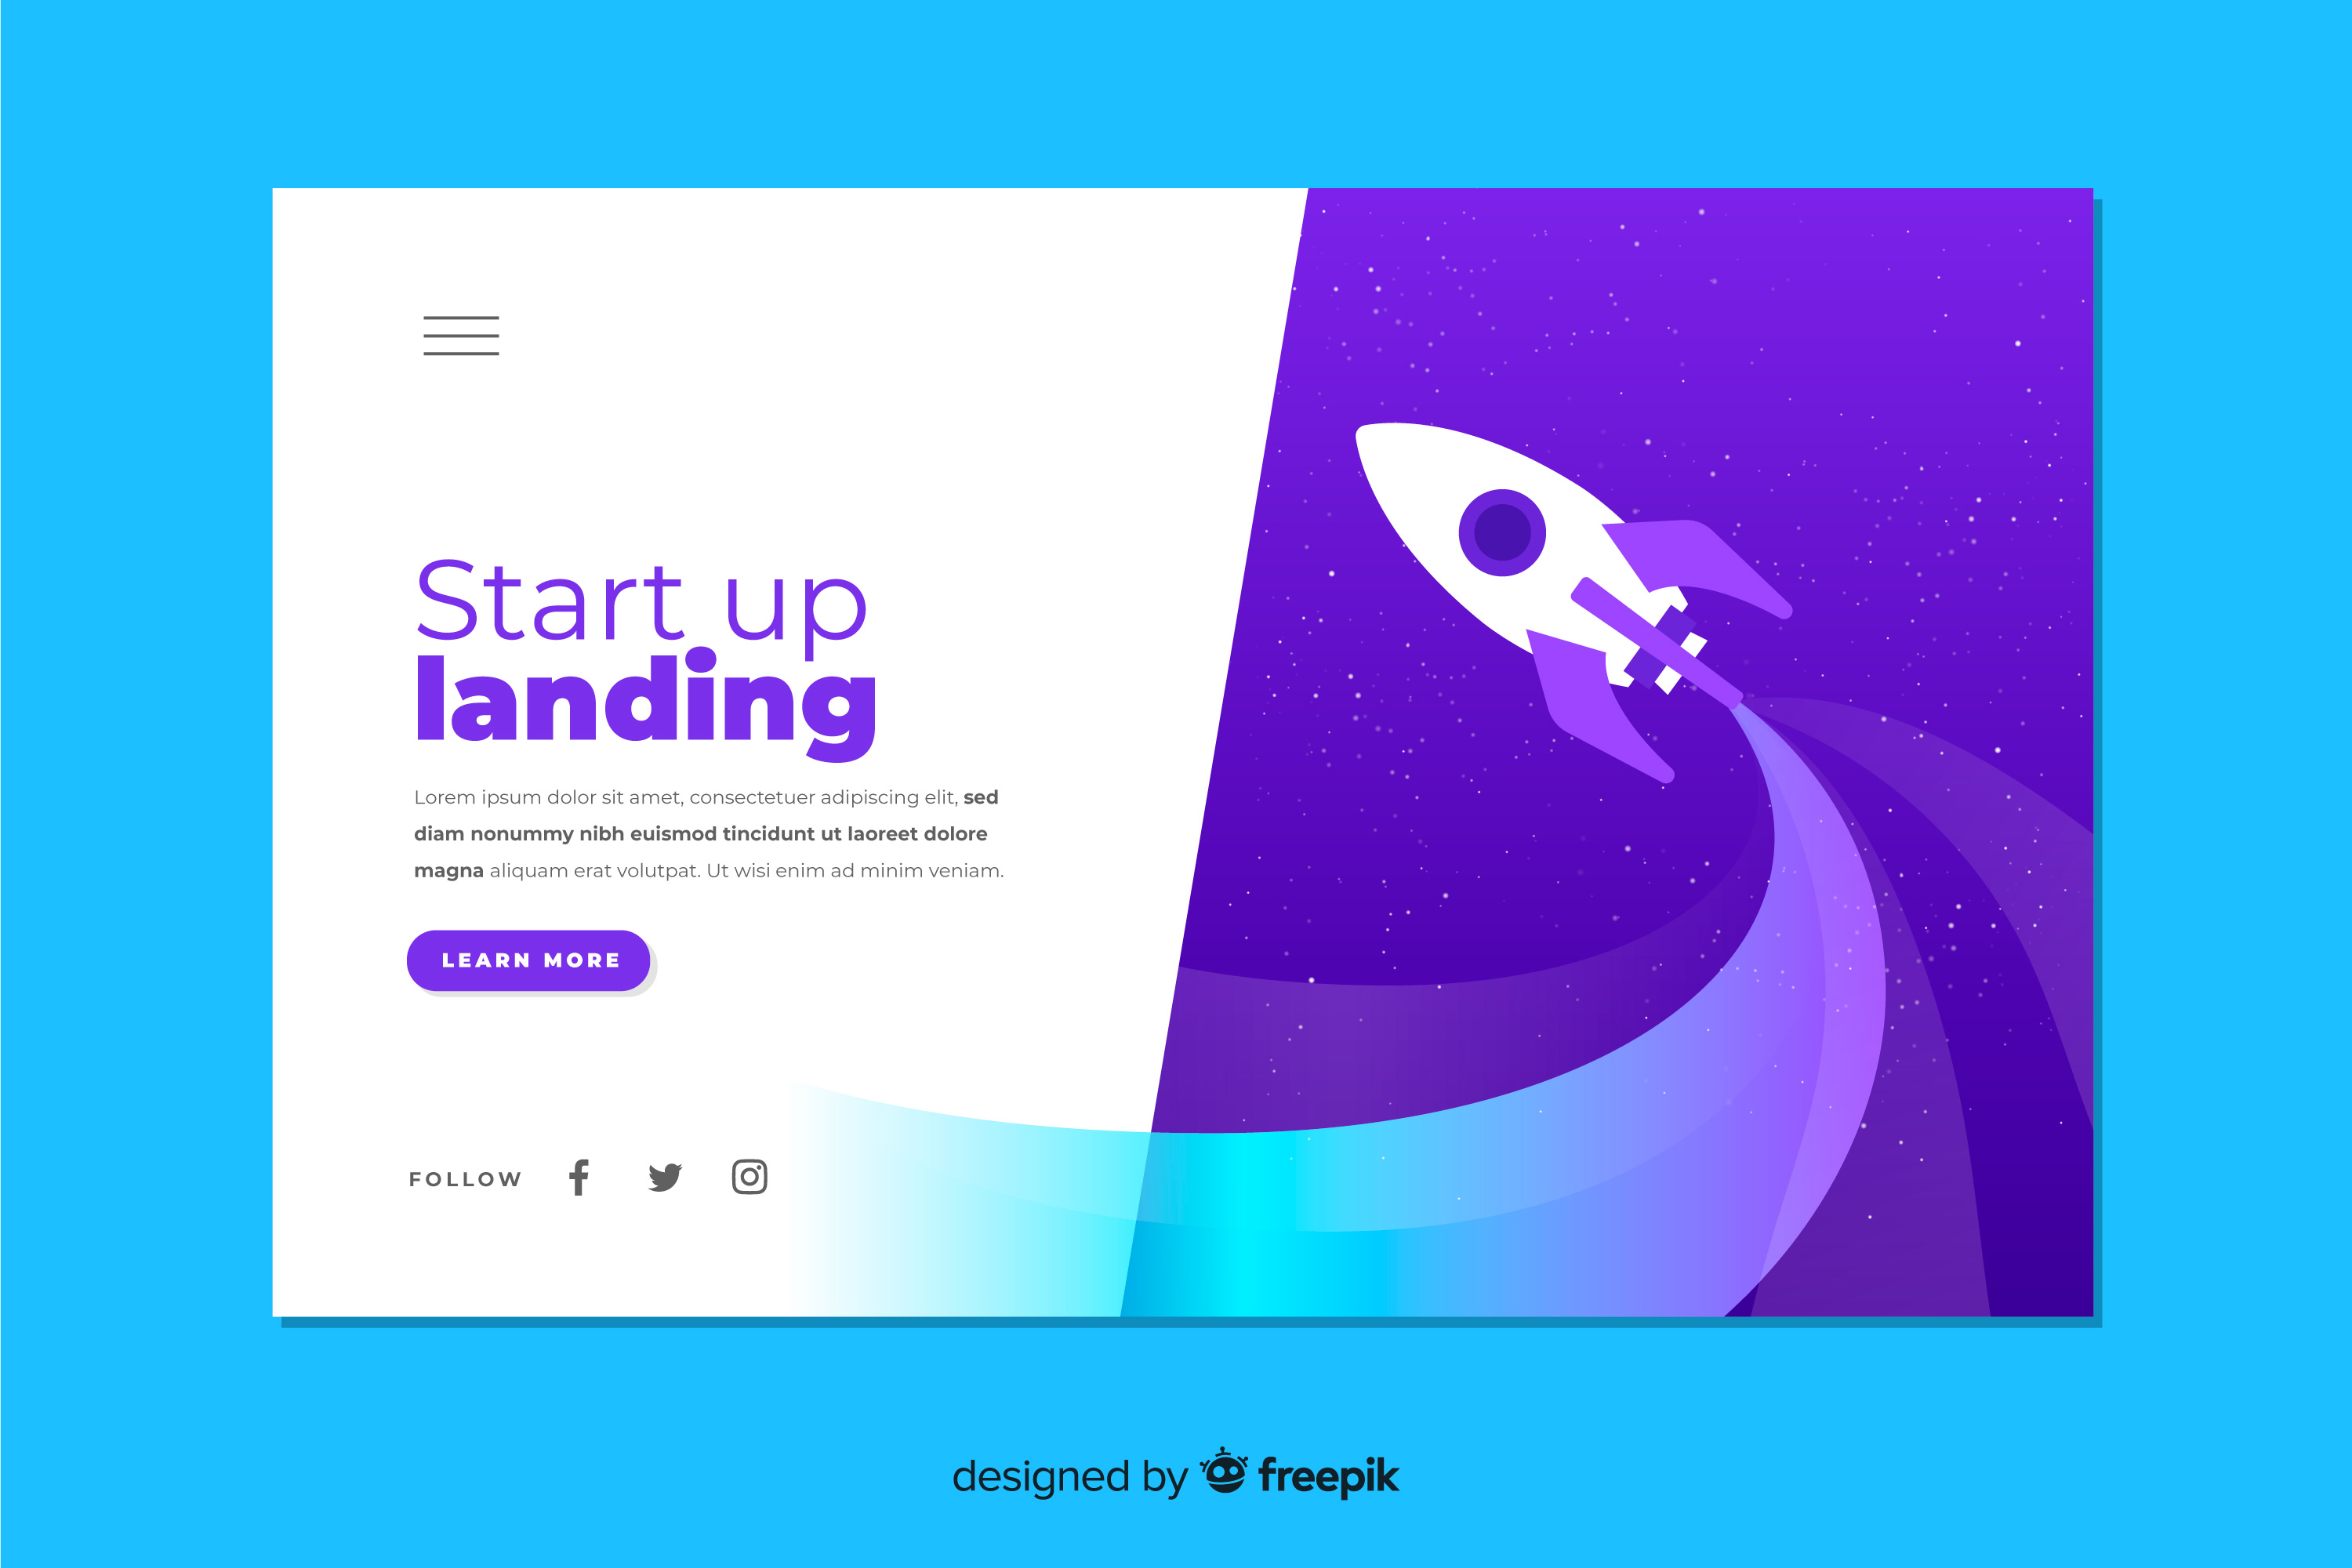 Start up
landing
Lorem ipsum dolor sit amet, consectetuer adipiscing elit, sed
diam nonummy nibh euismod tincidunt ut laoreet dolore
magna aliquam erat volutpat. Ut wisi enim ad minim veniam.
LEARN MORE
FOLLOW
designed by freepik